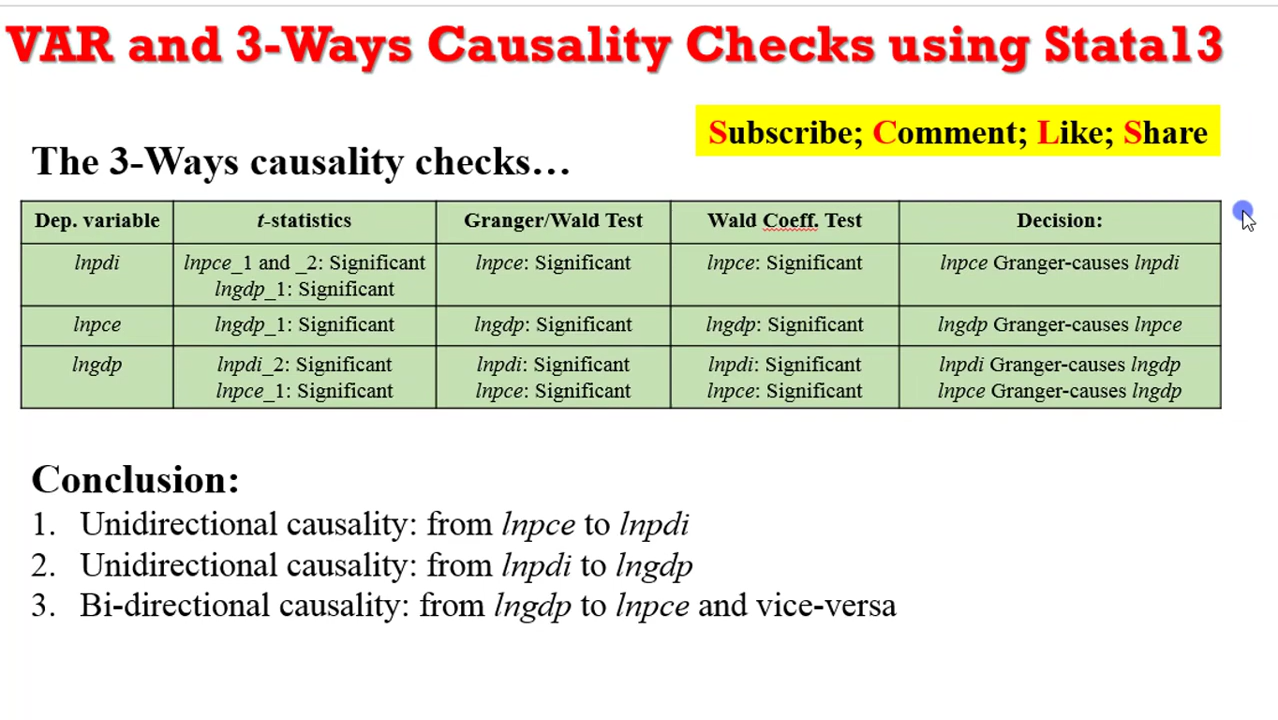 VAR and 3-Ways Causality Checks using Stata13
Subscribe; Comment; Like; Share
The 3-Ways causality checks…
Dep. variable t-statistics Granger/Wald Test Wald Coeff. Test Decision:
lnpdi lnpce_1 and _2: Significant lnpce: Significant lnpce: Significant lnpce Granger-causes lnpdi
lngdp_1: Significant
lnpce lngdp_1: Significant lngdp: Significant lngdp: Significant lngdp Granger-causes lnpce
lngdp lnpdi_2: Significant lnpdi: Significant lnpdi: Significant lnpdi Granger-causes lngdp
lnpce_1: Significant lnpce: Significant lnpce: Significant lnpce Granger-causes lngdp
Conclusion:
1. Unidirectional causality: from lnpce to lnpdi
2. Unidirectional causality: from lnpdi to lngdp
3. Bi-directional causality: from lngdp to lnpce and vice-versa